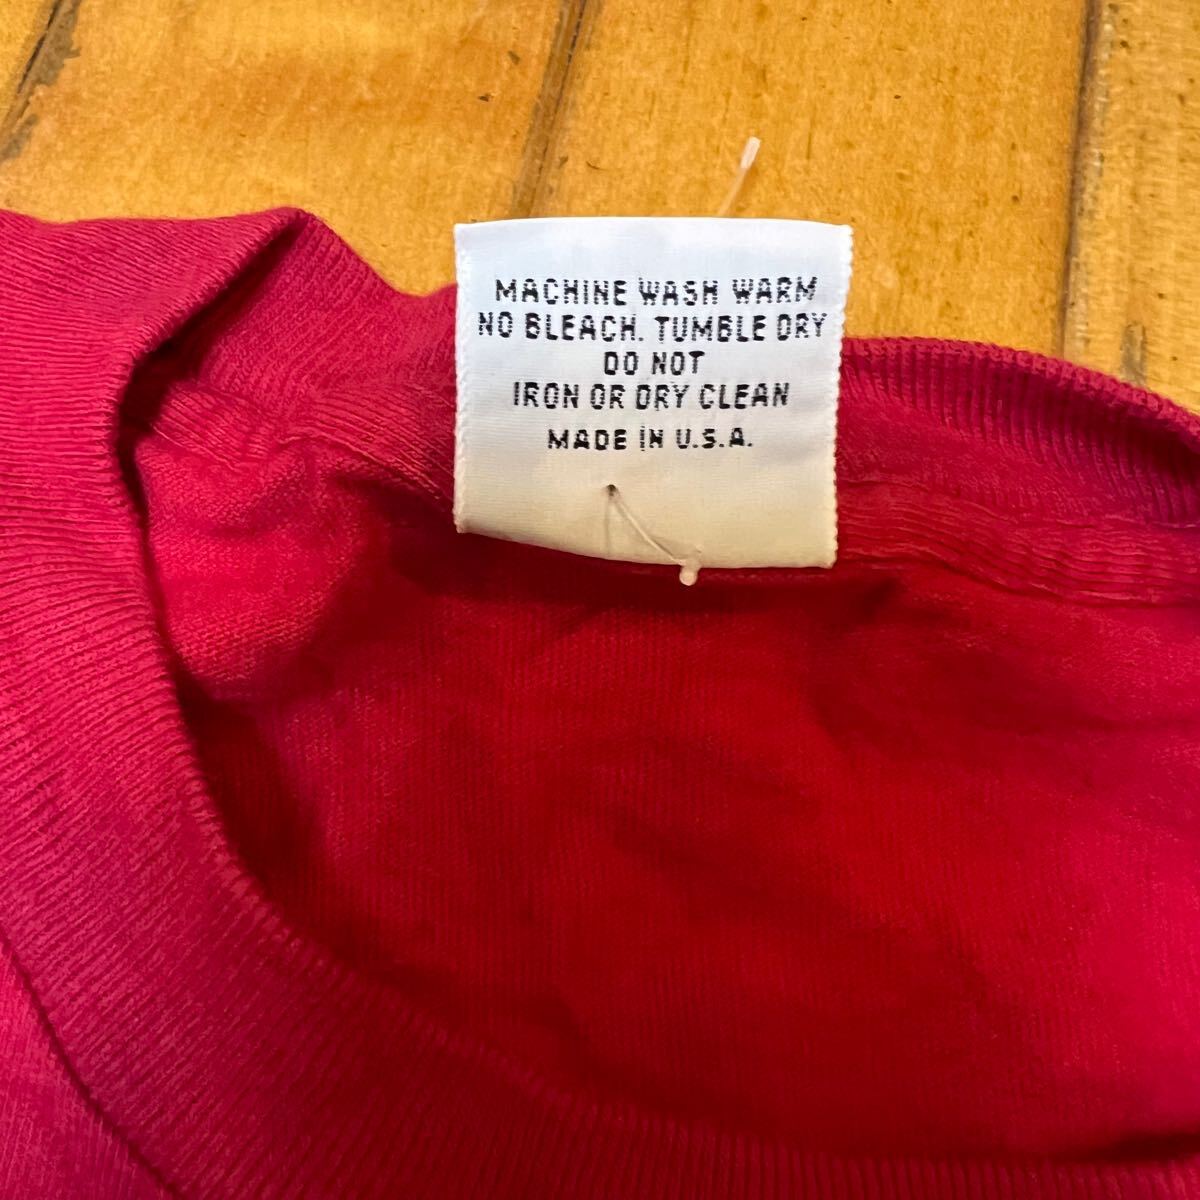 MACHINE WASH WARM
NO BLEACH. TUMBLE DRY
DO NOT
IRON OR DRY CLEAN
MADE IN U.S.A.